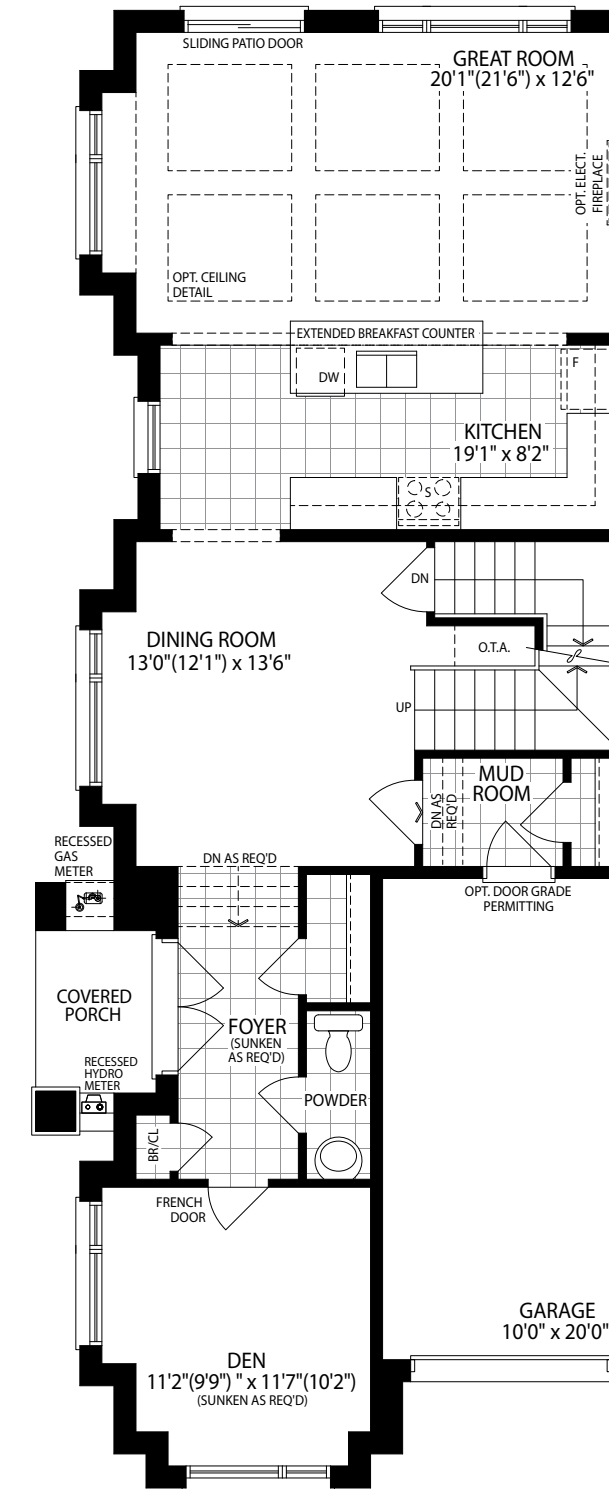 SLIDING PATIO DOOR
GREAT ROOM
20'1"(21'6") x 12'6"
OPT. ELECT.
FIREPLACE
OPT. CEILING
DETAIL
EXTENDED BREAKFAST COUNTER
DW
F
KITCHEN
19'1" x 8'2"
S
DN
DINING ROOM
13'0"(12'1") x 13'6"
O.T.A.
UP
MUD
ROOM
DN AS
REQ'D
RECESSED
GAS
METER
DN AS REQ'D
OPT. DOOR GRADE
PERMITTING
COVERED
PORCH
FOYER
(SUNKEN
AS REQ'D)
RECESSED
HYDRO
METER
POWDER
BR/CL
FRENCH
DOOR
GARAGE
10'0" x 20'0"
DEN
11'2"(9'9") " x 11'7"(10'2")
(SUNKEN AS REQ'D)